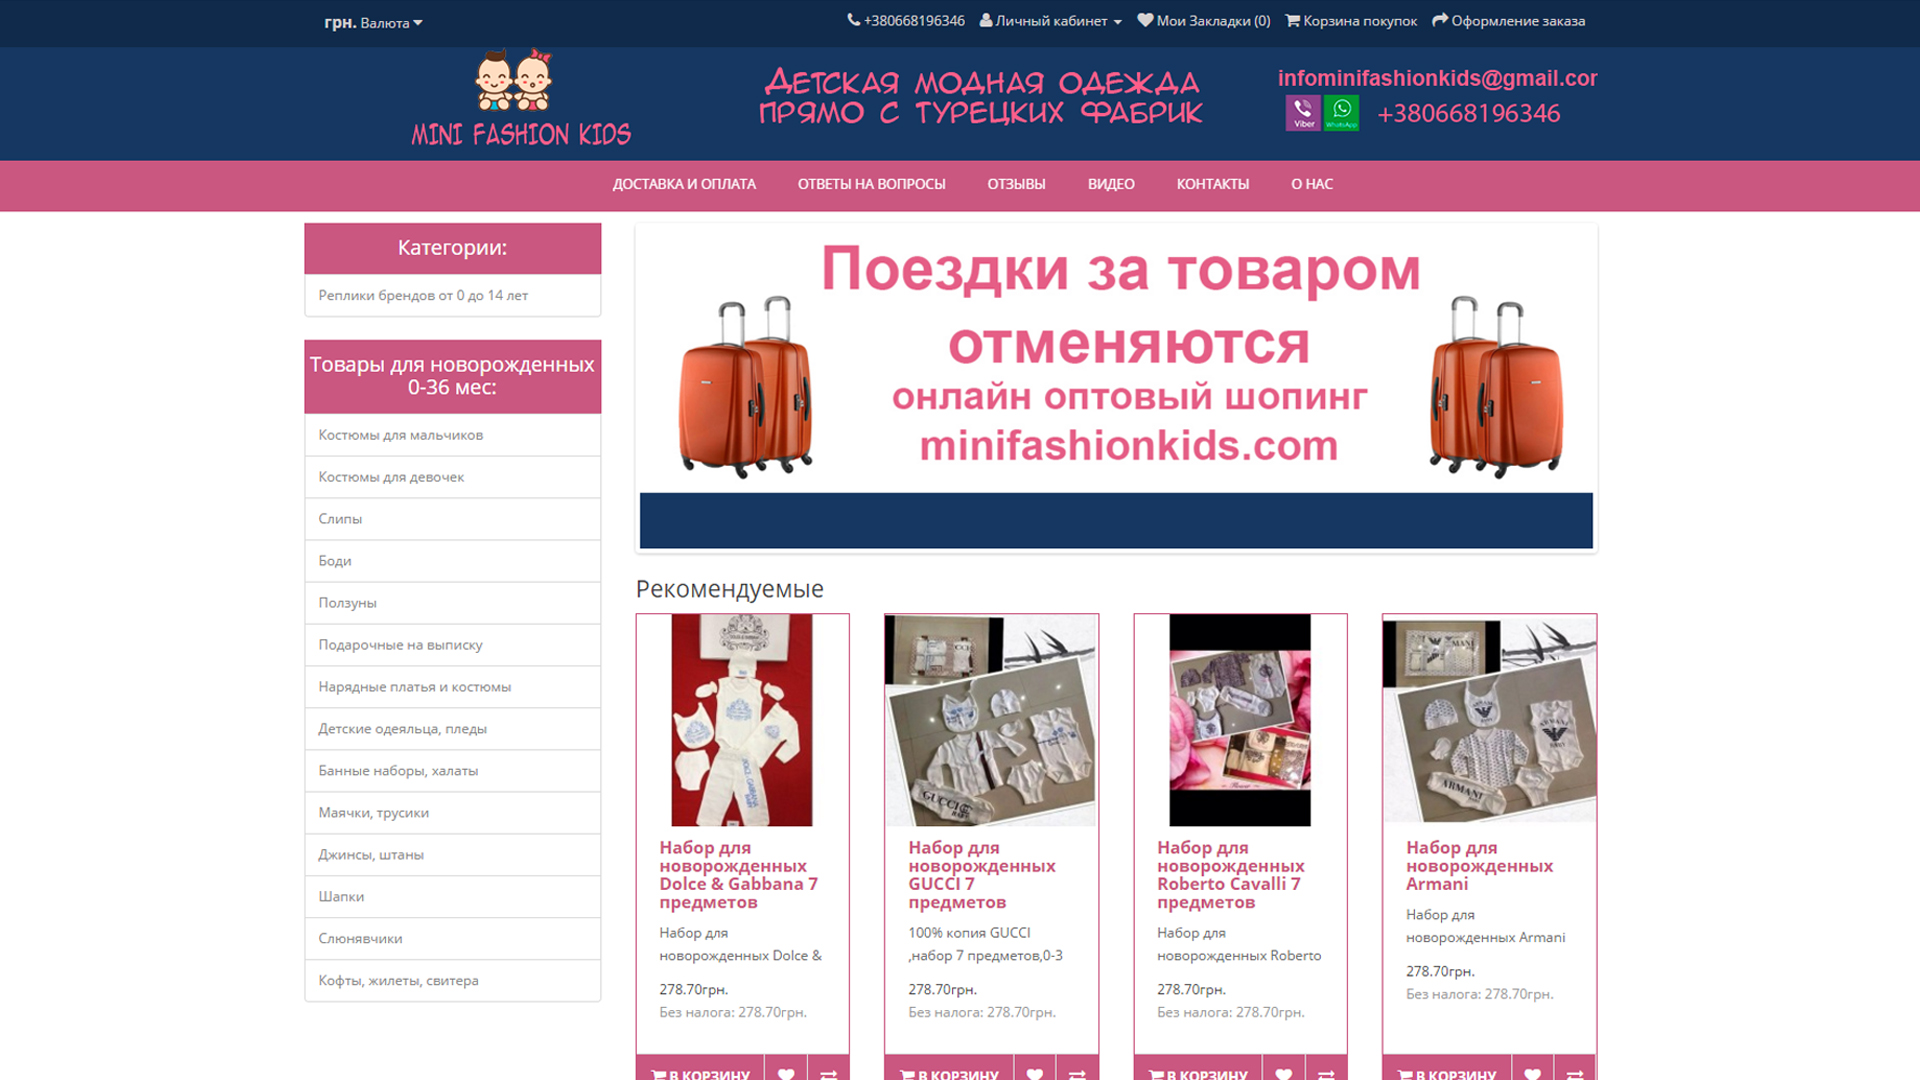 грн. Валюта
+380668196346 Личный кабинет Мои Закладки (0) Корзина покупок Оформление заказа
MINI FASHION KIDS
Детская модная одежда
прямо с турецких фабрик
infominifashionkids@gmail.cor
Viber WhatsApp +380668196346
ДОСТАВКА И ОПЛАТА ОТВЕТЫ НА ВОПРОСЫ ОТЗЫВЫ ВИДЕО КОНТАКТЫ О НАС
Категории:
Реплики брендов от 0 до 14 лет
Товары для новорожденных
0-36 мес:
Костюмы для мальчиков
Костюмы для девочек
Слипы
Боди
Ползуны
Подарочные на выписку
Нарядные платья и костюмы
Детские одеяльца, пледы
Банные наборы, халаты
Маячки, трусики
Джинсы, штаны
Шапки
Слюнявчики
Кофты, жилеты, свитера
Поездки за товаром
отменяются
онлайн оптовый шопинг
minifashionkids.com
Рекомендуемые
Набор для
новорожденных
Dolce & Gabbana 7
предметов
Набор для
новорожденных Dolce &
278.70грн.
Без налога: 278.70грн.
В КОРЗИНУ
GUCCI
Набор для
новорожденных
GUCCI 7
предметов
100% копия GUCCI
,набор 7 предметов,0-3
278.70грн.
Без налога: 278.70грн.
В КОРЗИНУ
Набор для
новорожденных
Roberto Cavalli 7
предметов
Набор для
новорожденных Roberto
278.70грн.
Без налога: 278.70грн.
В КОРЗИНУ
ARMANI
ARMANI
Набор для
новорожденных
Armani
Набор для
новорожденных Armani
278.70грн.
Без налога: 278.70грн.
В КОРЗИНУ